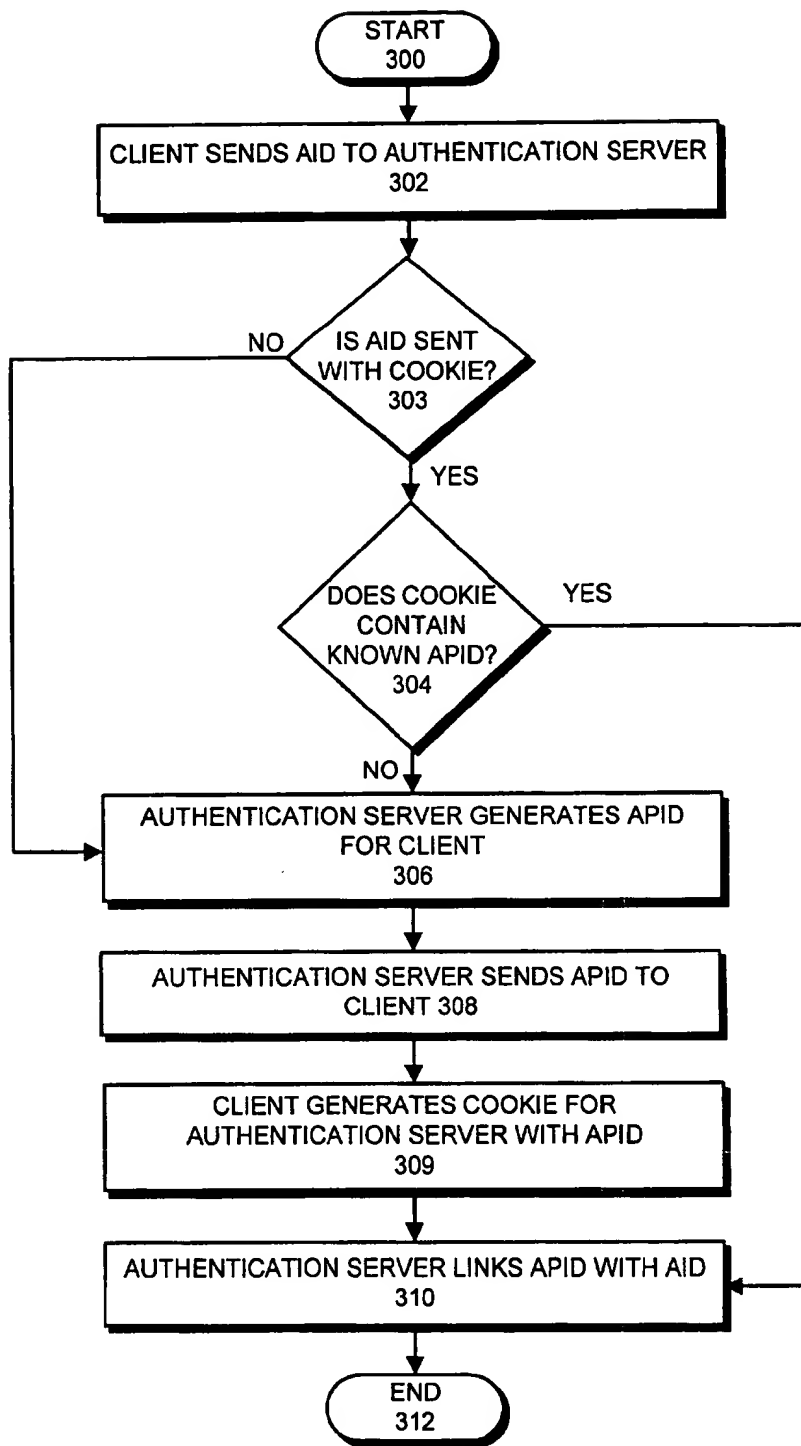 START
300
CLIENT SENDS AID TO AUTHENTICATION SERVER
302
NO
IS AID SENT
WITH COOKIE?
303
YES
DOES COOKIE
CONTAIN
KNOWN APID?
304
YES
NO
AUTHENTICATION SERVER GENERATES APID
FOR CLIENT
306
AUTHENTICATION SERVER SENDS APID TO
CLIENT 308
CLIENT GENERATES COOKIE FOR
AUTHENTICATION SERVER WITH APID
309
AUTHENTICATION SERVER LINKS APID WITH AID
310
END
312